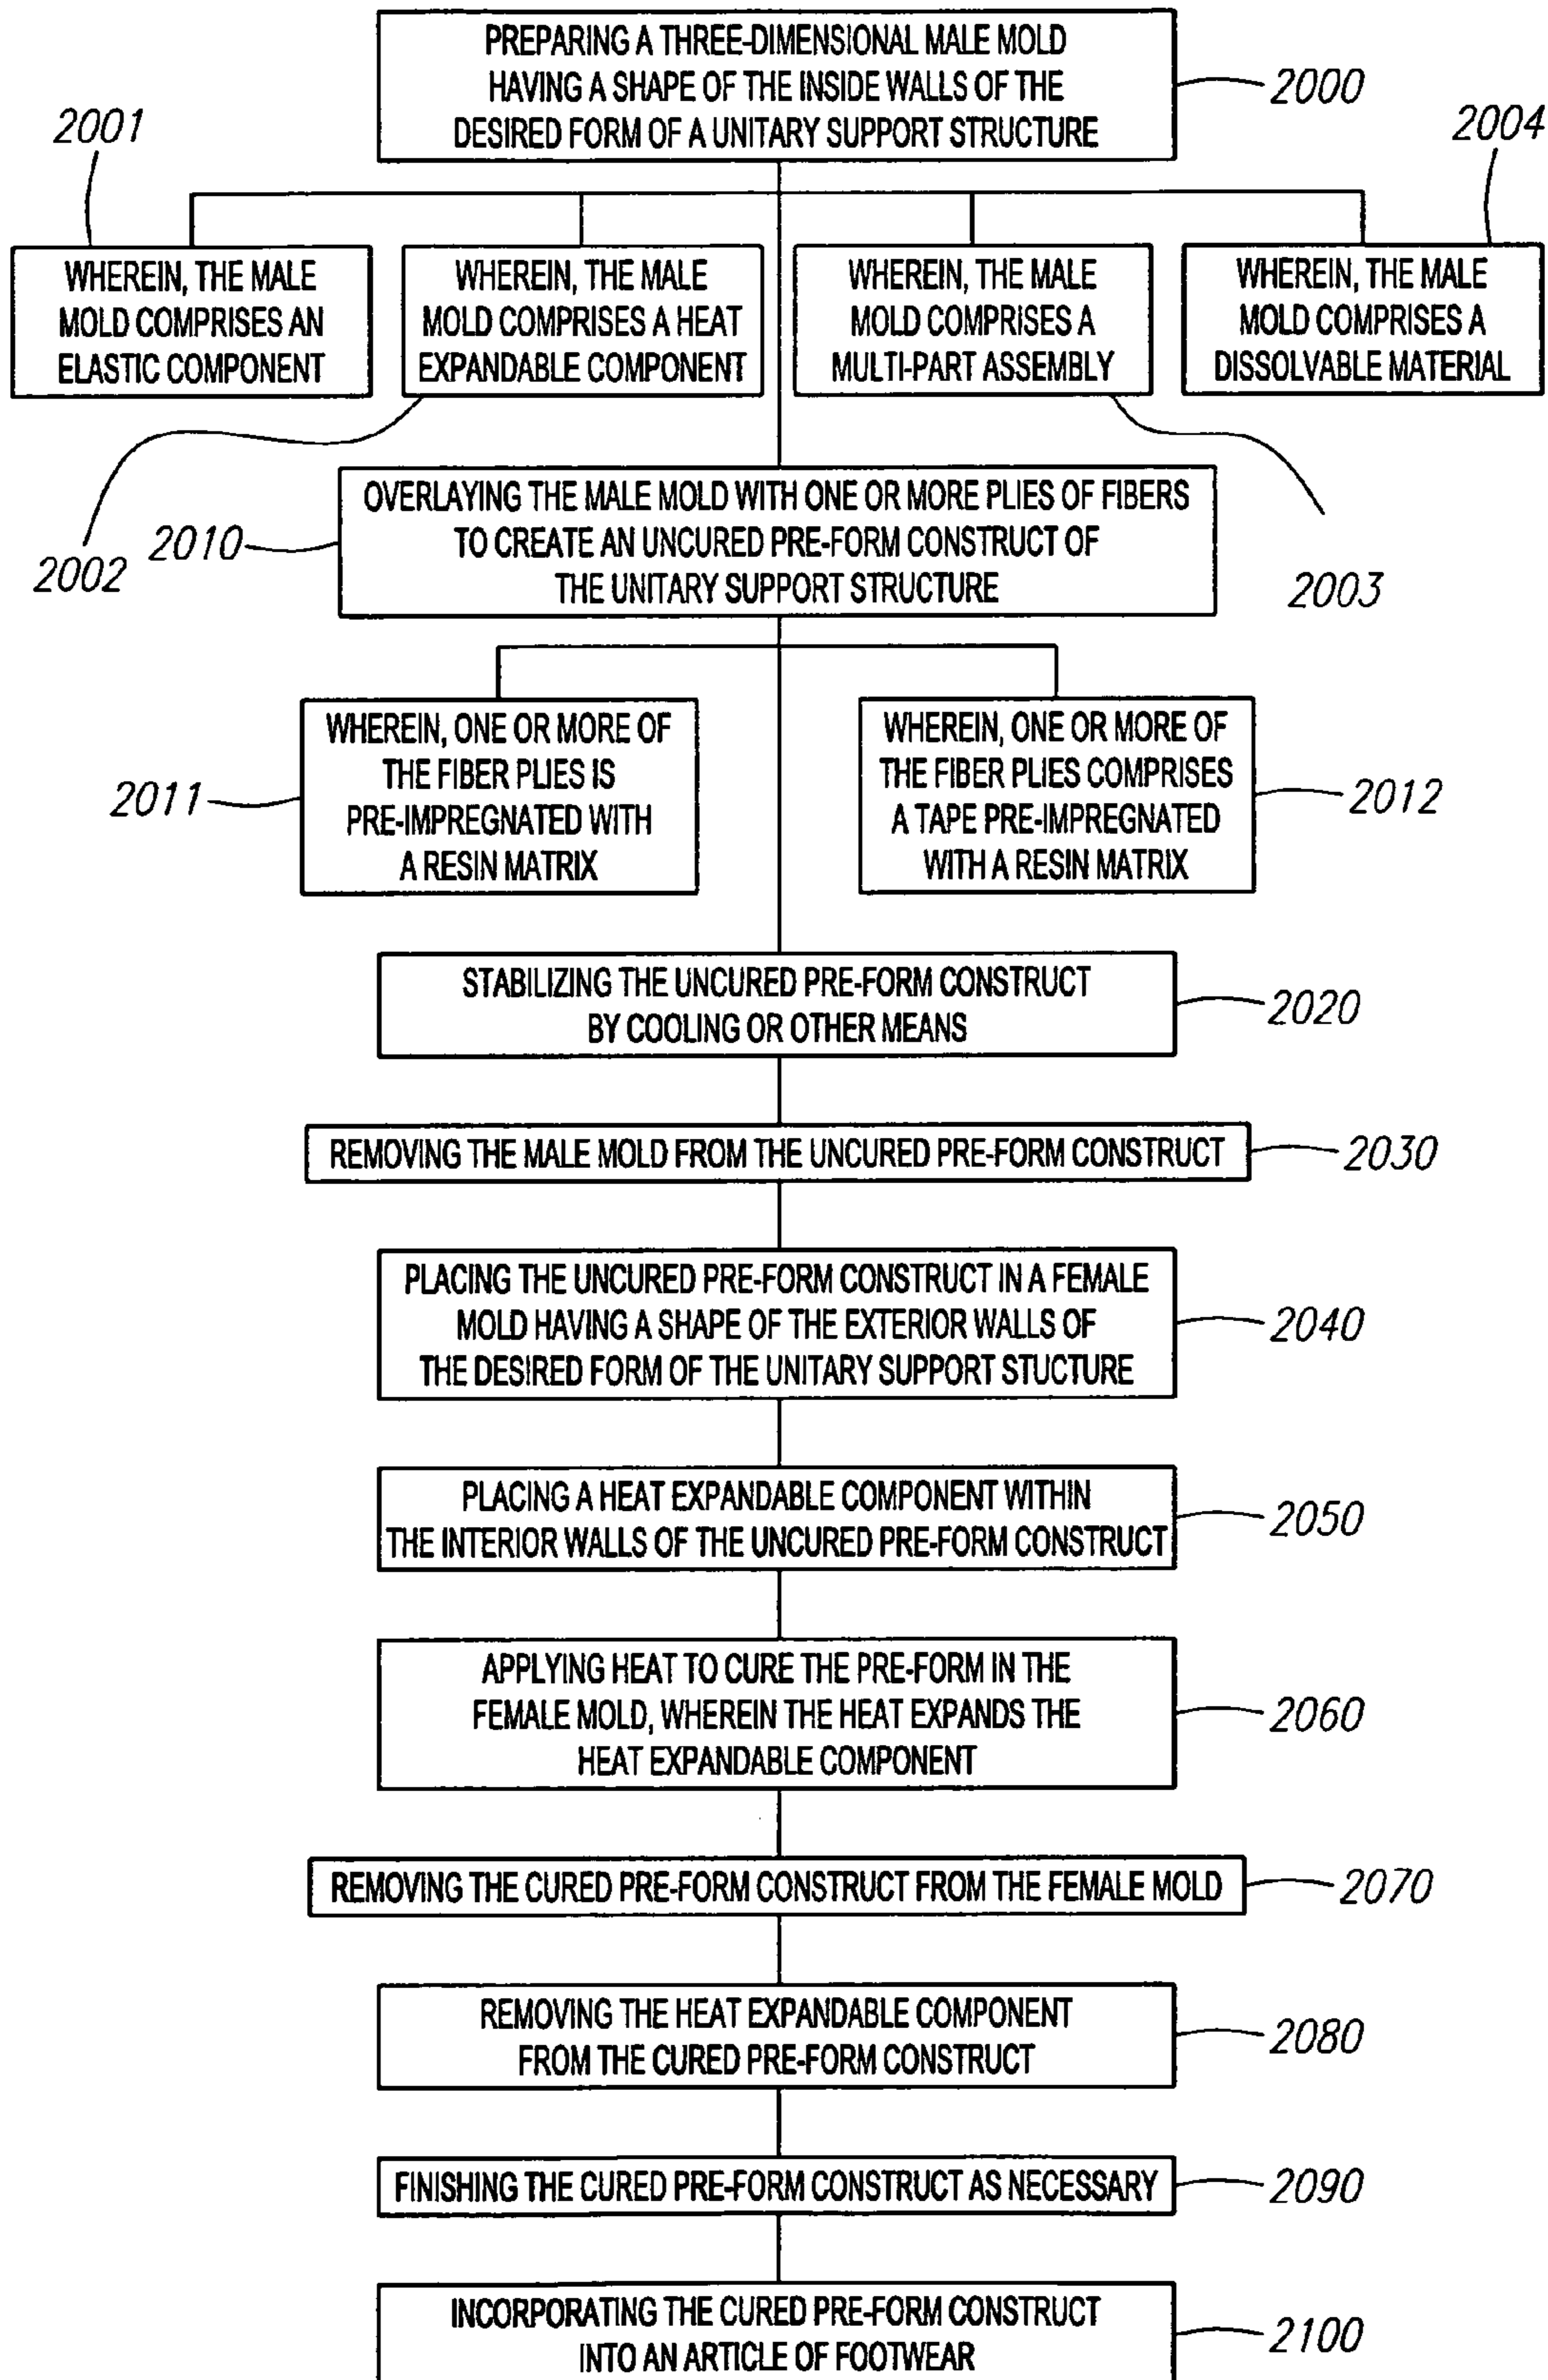 PREPARING A THREE-DIMENSIONAL MALE MOLD
HAVING A SHAPE OF THE INSIDE WALLS OF THE
DESIRED FORM OF A UNITARY SUPPORT STRUCTURE
2000
2001
2004
WHEREIN, THE MALE
MOLD COMPRISES AN
ELASTIC COMPONENT
WHEREIN, THE MALE
MOLD COMPRISES A HEAT
EXPANDABLE COMPONENT
WHEREIN, THE MALE
MOLD COMPRISES A
MULTI-PART ASSEMBLY
WHEREIN, THE MALE
MOLD COMPRISES A
DISSOLVABLE MATERIAL
2002
2010
OVERLAYING THE MALE MOLD WITH ONE OR MORE PLIES OF FIBERS
TO CREATE AN UNCURED PRE-FORM CONSTRUCT OF
THE UNITARY SUPPORT STRUCTURE
2003
2011
WHEREIN, ONE OR MORE OF
THE FIBER PLIES IS
PRE-IMPREGNATED WITH
A RESIN MATRIX
WHEREIN, ONE OR MORE OF
THE FIBER PLIES COMPRISES
A TAPE PRE-IMPREGNATED
WITH A RESIN MATRIX
2012
STABILIZING THE UNCURED PRE-FORM CONSTRUCT
BY COOLING OR OTHER MEANS
2020
REMOVING THE MALE MOLD FROM THE UNCURED PRE-FORM CONSTRUCT
2030
PLACING THE UNCURED PRE-FORM CONSTRUCT IN A FEMALE
MOLD HAVING A SHAPE OF THE EXTERIOR WALLS OF
THE DESIRED FORM OF THE UNITARY SUPPORT STUCTURE
2040
PLACING A HEAT EXPANDABLE COMPONENT WITHIN
THE INTERIOR WALLS OF THE UNCURED PRE-FORM CONSTRUCT
2050
APPLYING HEAT TO CURE THE PRE-FORM IN THE
FEMALE MOLD, WHEREIN THE HEAT EXPANDS THE
HEAT EXPANDABLE COMPONENT
2060
REMOVING THE CURED PRE-FORM CONSTRUCT FROM THE FEMALE MOLD
2070
REMOVING THE HEAT EXPANDABLE COMPONENT
FROM THE CURED PRE-FORM CONSTRUCT
2080
FINISHING THE CURED PRE-FORM CONSTRUCT AS NECESSARY
2090
INCORPORATING THE CURED PRE-FORM CONSTRUCT
INTO AN ARTICLE OF FOOTWEAR
2100